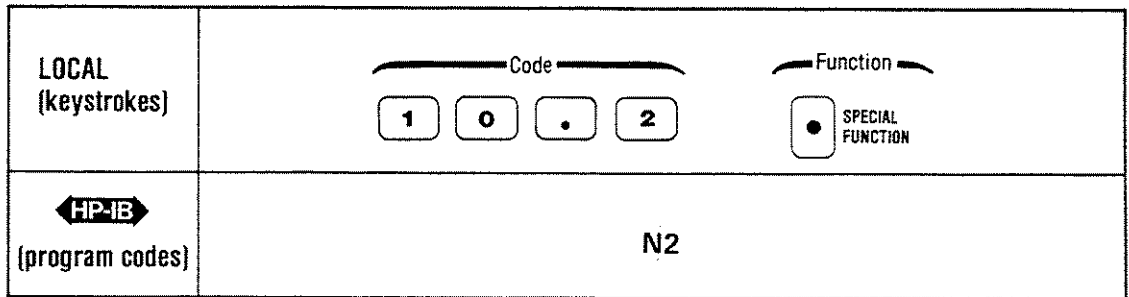 LOCAL
(keystrokes)
Code
Function
1 0 . 2
SPECIAL
FUNCTION
HP-IB
(program codes)
N2